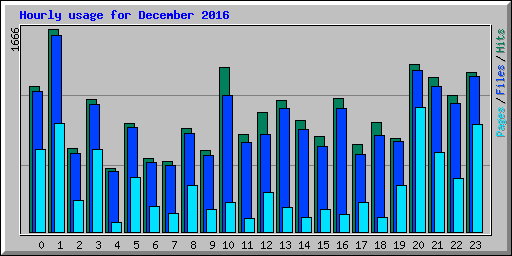 Hourly usage for December 2016
1666
Pages/Files/Hits
0 1 2 3 4 5 6 7 8 9 10 11 12 13 14 15 16 17 18 19 20 21 22 23